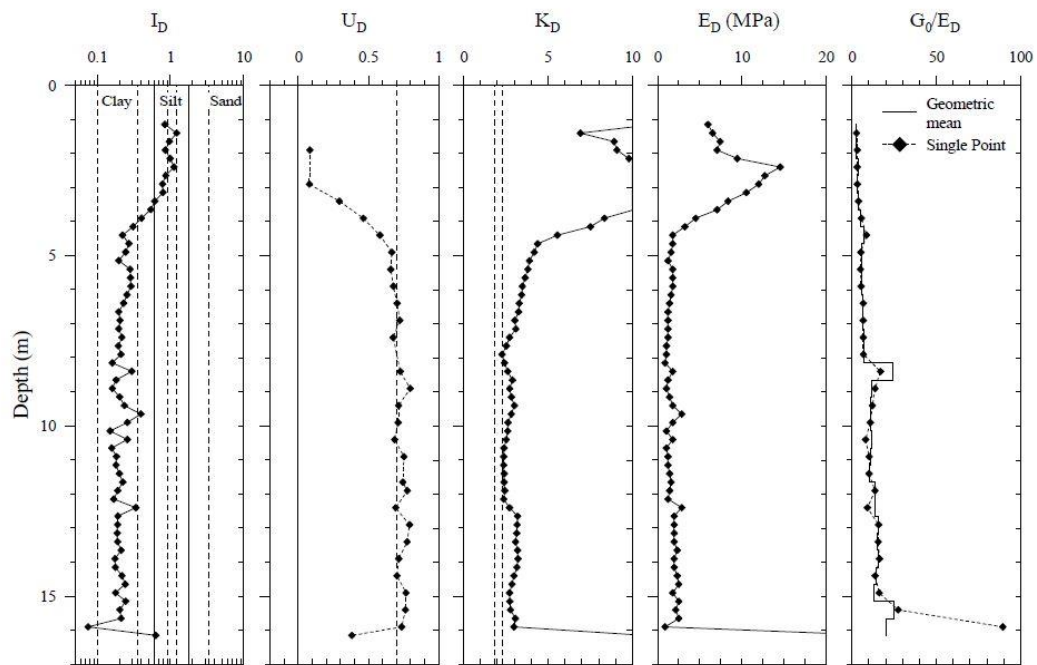 I_D U_D K_D E_D (MPa) G_0/E_D
0.1 1 10 0 0.5 1 0 5 10 0 10 20 0 50 100
0
Clay Silt Sand
Geometric
mean
Single Point
5
Depth (m)
10
15